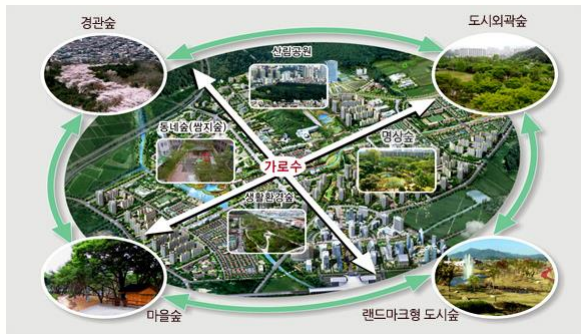 경관숲
도시외곽숲
산림공원
동네숲(쌈지숲)
명상숲
가로수
생활환경숲
마을숲
랜드마크형 도시숲